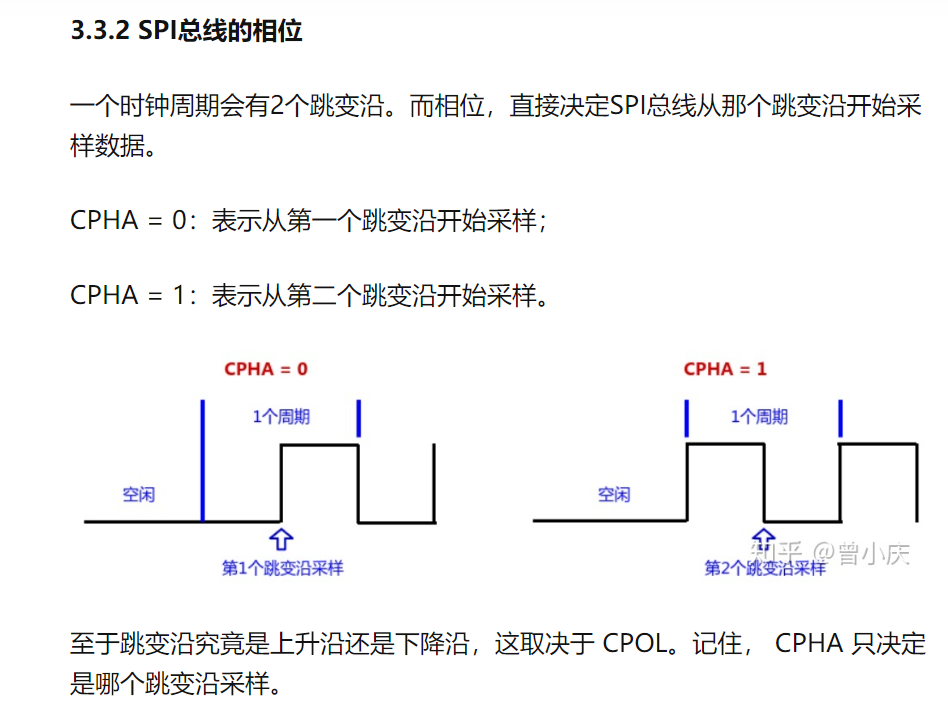 3.3.2 SPI总线的相位
一个时钟周期会有2个跳变沿。而相位，直接决定SPI总线从那个跳变沿开始采
样数据。
CPHA = 0：表示从第一个跳变沿开始采样；
CPHA = 1：表示从第二个跳变沿开始采样。
CPHA = 0
CPHA = 1
1个周期
1个周期
空闲
空闲
第1个跳变沿采样
第2个跳变沿采样
知乎 @曾小庆
至于跳变沿究竟是上升沿还是下降沿，这取决于 CPOL。记住， CPHA 只决定
是哪个跳变沿采样。